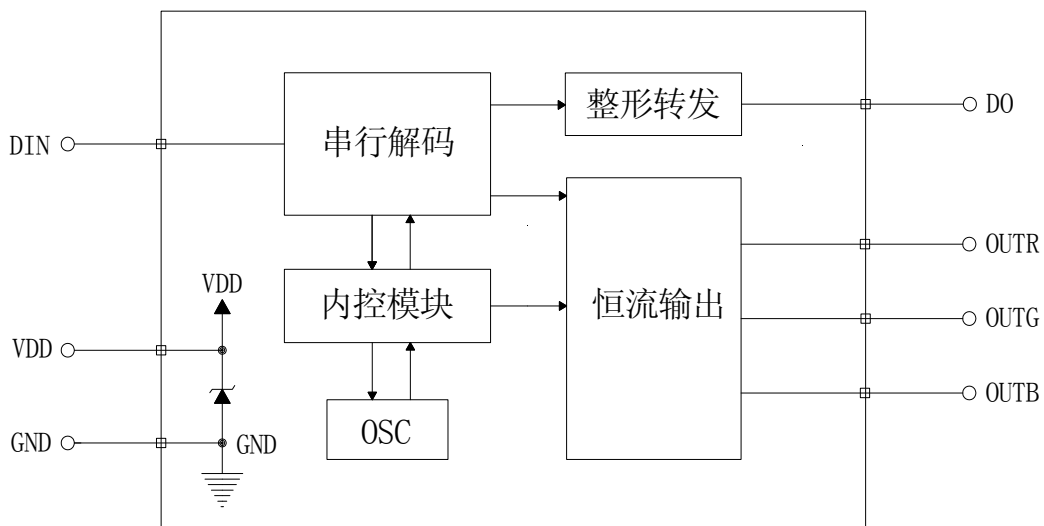 整形转发
DO
DIN
串行解码
OUTR
VDD
内控模块
恒流输出
OUTG
VDD
OUTB
OSC
GND
GND